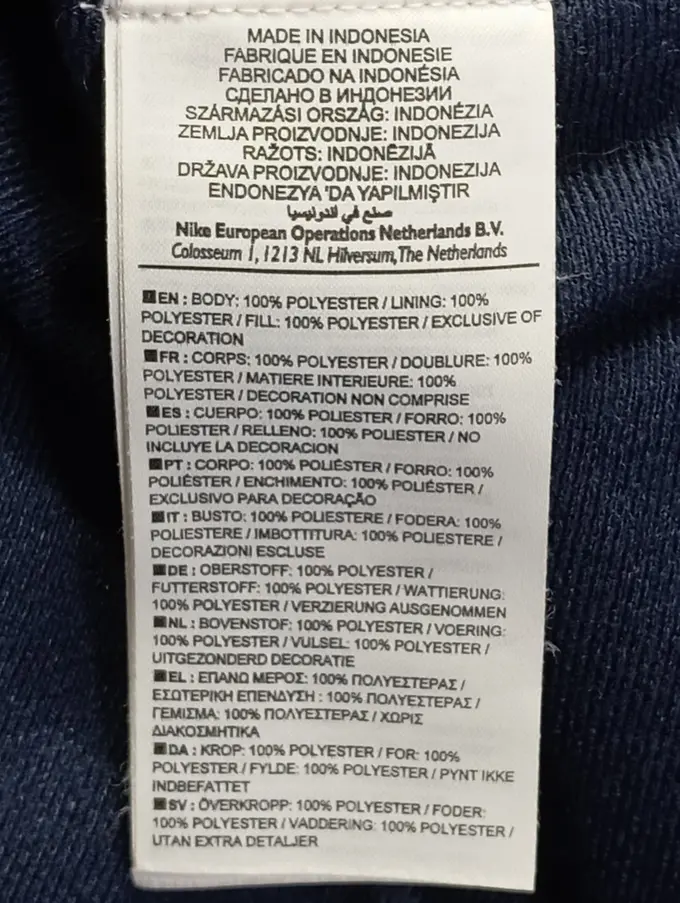 MADE IN INDONESIA
FABRIQUE EN INDONESIE
FABRICADO NA INDONÉSIA
СДЕЛАНО В ИНДОНЕЗИИ
SZÁRMAZÁSI ORSZÁG: INDONÉZIA
ZEMLJA PROIZVODNJE: INDONEZIJA
RAŽOTS: INDONĒZIJĀ
DRŽAVA PROIZVODNJE: INDONEZIJA
ENDONEZYA 'DA YAPILMIŞTIR
صنع في اندونيسيا
Nike European Operations Netherlands B.V.
Colosseum 1, 1213 NL Hilversum, The Netherlands
EN : BODY: 100% POLYESTER / LINING: 100%
POLYESTER / FILL: 100% POLYESTER / EXCLUSIVE OF
DECORATION
FR : CORPS: 100% POLYESTER / DOUBLURE: 100%
POLYESTER / MATIERE INTERIEURE: 100%
POLYESTER / DECORATION NON COMPRISE
ES : CUERPO: 100% POLIESTER / FORRO: 100%
POLIESTER / RELLENO: 100% POLIESTER / NO
INCLUYE LA DECORACION
PT : CORPO: 100% POLIÉSTER / FORRO: 100%
POLIÉSTER / ENCHIMENTO: 100% POLIÉSTER /
EXCLUSIVO PARA DECORAÇÃO
IT : BUSTO: 100% POLIESTERE / FODERA: 100%
POLIESTERE / IMBOTTITURA: 100% POLIESTERE /
DECORAZIONI ESCLUSE
DE : OBERSTOFF: 100% POLYESTER /
FUTTERSTOFF: 100% POLYESTER / WATTIERUNG:
100% POLYESTER / VERZIERUNG AUSGENOMMEN
NL : BOVENSTOF: 100% POLYESTER / VOERING:
100% POLYESTER / VULSEL: 100% POLYESTER /
UITGEZONDERD DECORATIE
EL : ΕΠΑΝΩ ΜΕΡΟΣ: 100% ΠΟΛΥΕΣΤΕΡΑΣ /
ΕΣΩΤΕΡΙΚΗ ΕΠΕΝΔΥΣΗ : 100% ΠΟΛΥΕΣΤΕΡΑΣ /
ΓΕΜΙΣΜΑ: 100% ΠΟΛΥΕΣΤΕΡΑΣ / ΧΩΡΙΣ
ΔΙΑΚΟΣΜΗΤΙΚΑ
DA : KROP: 100% POLYESTER / FOR: 100%
POLYESTER / FYLDE: 100% POLYESTER / PYNT IKKE
INDBEFATTET
SV : ÖVERKROPP: 100% POLYESTER / FODER:
100% POLYESTER / VADDERING: 100% POLYESTER /
UTAN EXTRA DETALJER